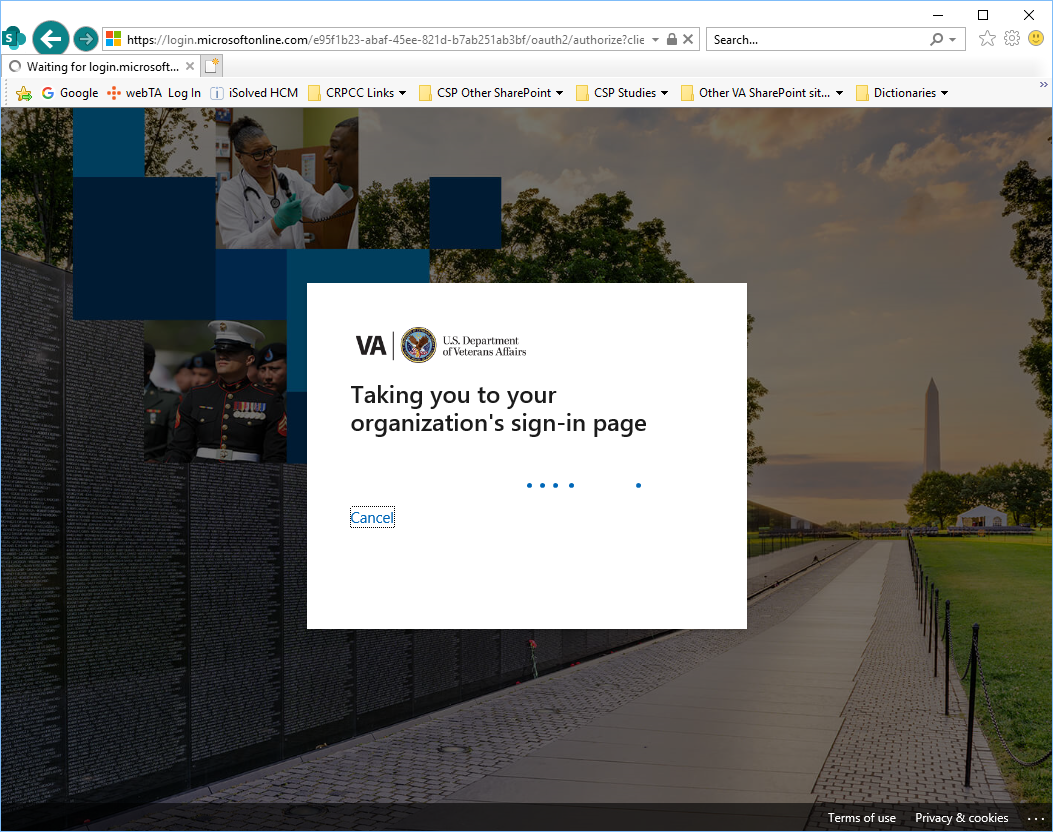 S
https://login.microsoftonline.com/e95f1b23-abaf-45ee-821d-b7ab251ab3bf/oauth2/authorize?clie
Search...
Waiting for login.microsoft...
Google
webTA Log In
iSolved HCM
CRPCC Links
CSP Other SharePoint
CSP Studies
Other VA SharePoint sit...
Dictionaries
VA
U.S. Department
of Veterans Affairs
Taking you to your
organization's sign-in page
Cancel
Terms of use
Privacy & cookies
...